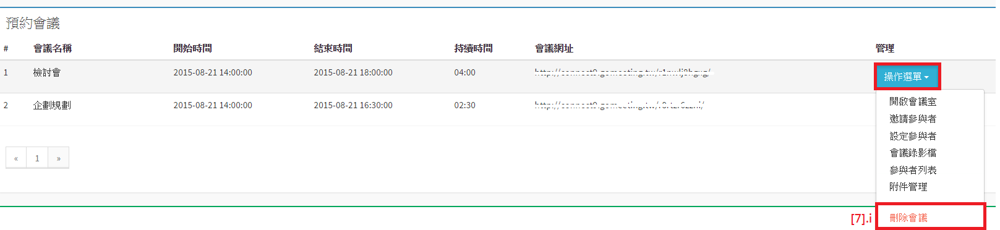 預約會議
# 會議名稱 開始時間 結束時間 持續時間 會議網址 管理
1 檢討會 2015-08-21 14:00:00 2015-08-21 18:00:00 04:00 操作選單
2 企劃規劃 2015-08-21 14:00:00 2015-08-21 16:30:00 02:30
開啟會議室
邀請參與者
設定參與者
會議錄影檔
參與者列表
附件管理
« 1 »
[7].i 刪除會議